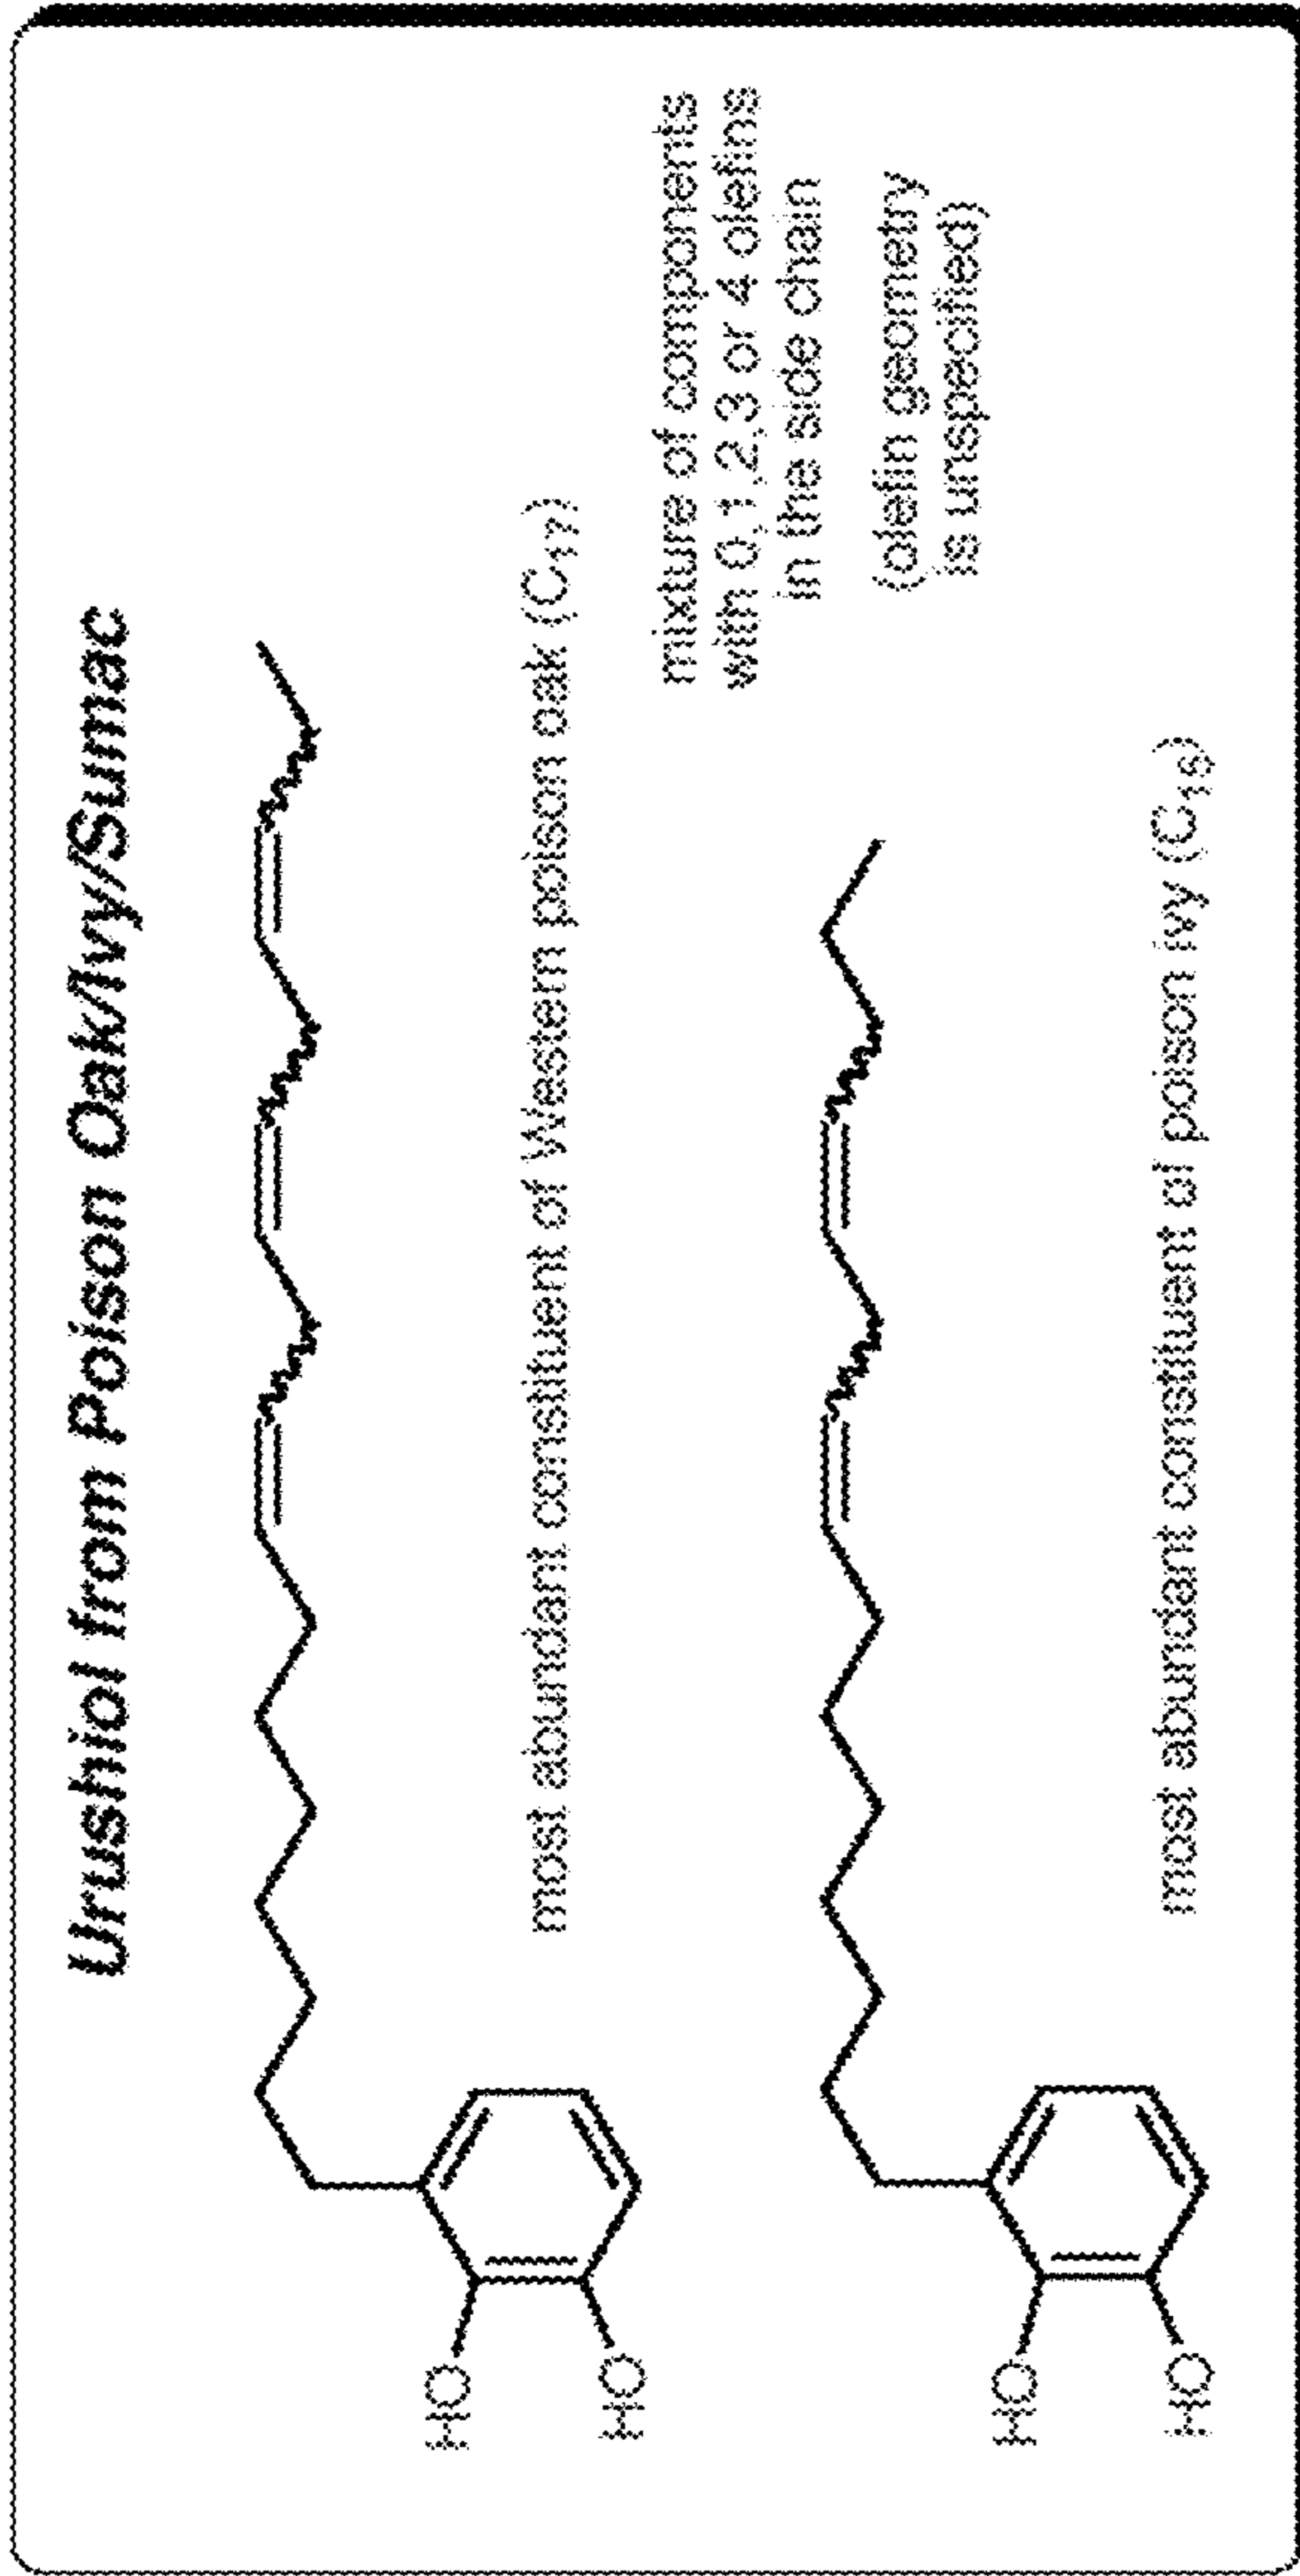 Urushiol from Poison Oak/Ivy/Sumac
HO
HO
most abundant constituent of Western poison oak (C₁₇)
mixture of components
with 0,1,2,3 or 4 olefins
in the side chain
(olefin geometry
is unspecified)
HO
HO
most abundant constituent of poison ivy (C₁₅)